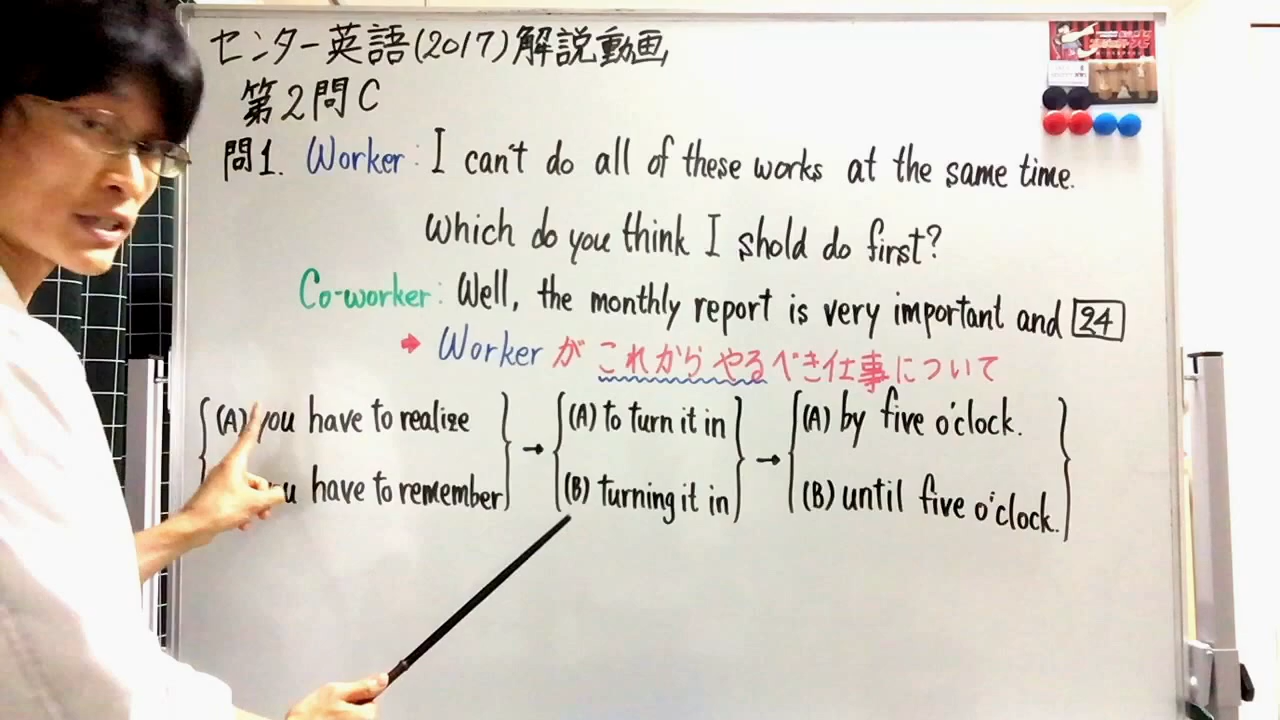 センター英語(2017)解説動画
第2問C
問1. Worker: I can't do all of these works at the same time.
Which do you think I shold do first?
Co-worker: Well, the monthly report is very important and 24
➡ Worker が これからやるべき仕事について
(A) you have to realize → (A) to turn it in → (A) by five o'clock.
have to remember (B) turning it in (B) until five o'clock.